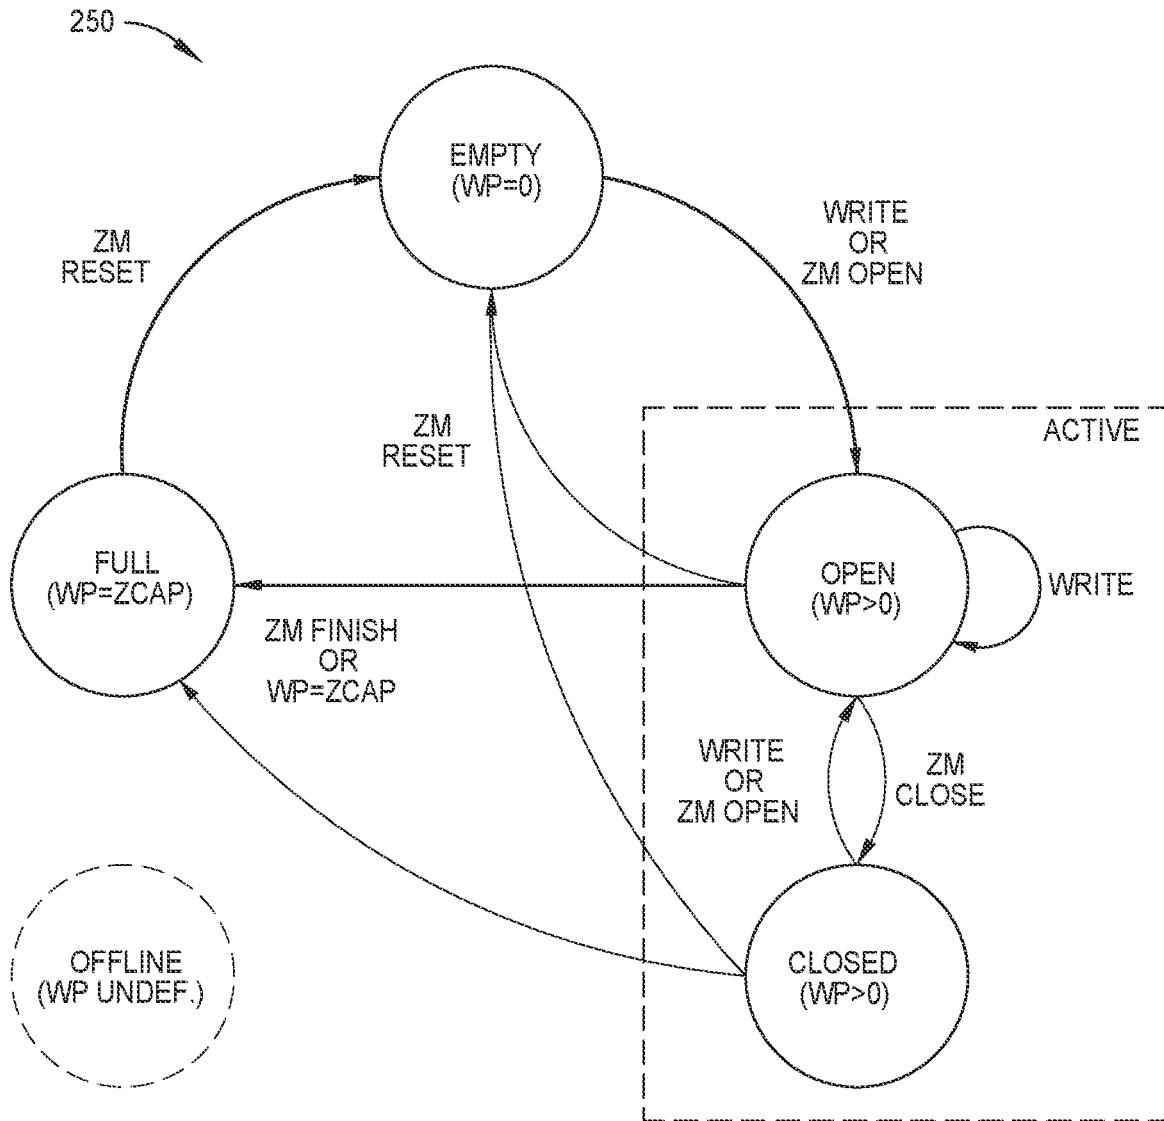 250
EMPTY
(WP=0)
WRITE
OR
ZM OPEN
ZM
RESET
ZM
RESET
ACTIVE
FULL
(WP=ZCAP)
OPEN
(WP>0)
WRITE
ZM FINISH
OR
WP=ZCAP
WRITE
OR
ZM OPEN
ZM
CLOSE
OFFLINE
(WP UNDEF.)
CLOSED
(WP>0)